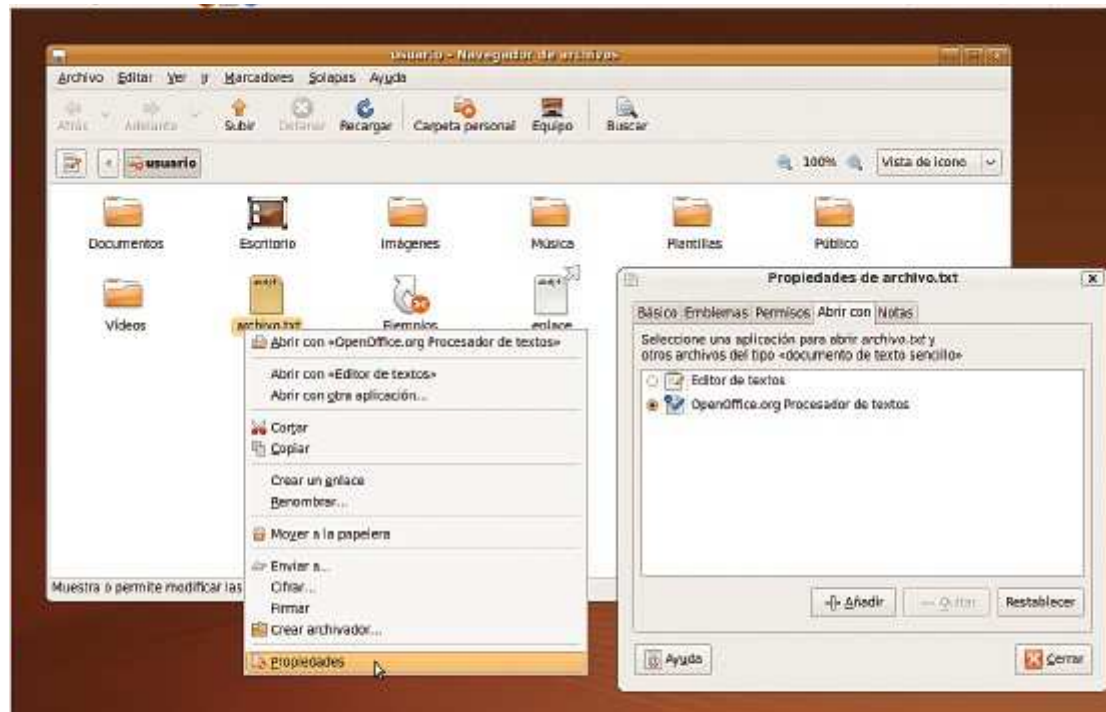 usuario - Navegador de archivos
Archivo Editar Ver Ir Marcadores Solapas Ayuda
Atrás Adelante Subir Detener Recargar Carpeta personal Equipo Buscar
usuario 100% Vista de icono
Documentos Escritorio Imágenes Música Plantillas Público
Vídeos archivo.txt Ejemplos enlace
Abrir con «OpenOffice.org Procesador de textos»
Abrir con «Editor de textos»
Abrir con otra aplicación...
Cortar
Copiar
Crear un enlace
Renombrar...
Mover a la papelera
Enviar a...
Cifrar...
Firmar
Crear archivador...
Propiedades
Muestra o permite modificar las
Propiedades de archivo.txt
Básico Emblemas Permisos Abrir con Notas
Seleccione una aplicación para abrir archivo.txt y
otros archivos del tipo «documento de texto sencillo»
Editor de textos
OpenOffice.org Procesador de textos
Añadir Quitar Restablecer
Ayuda Cerrar